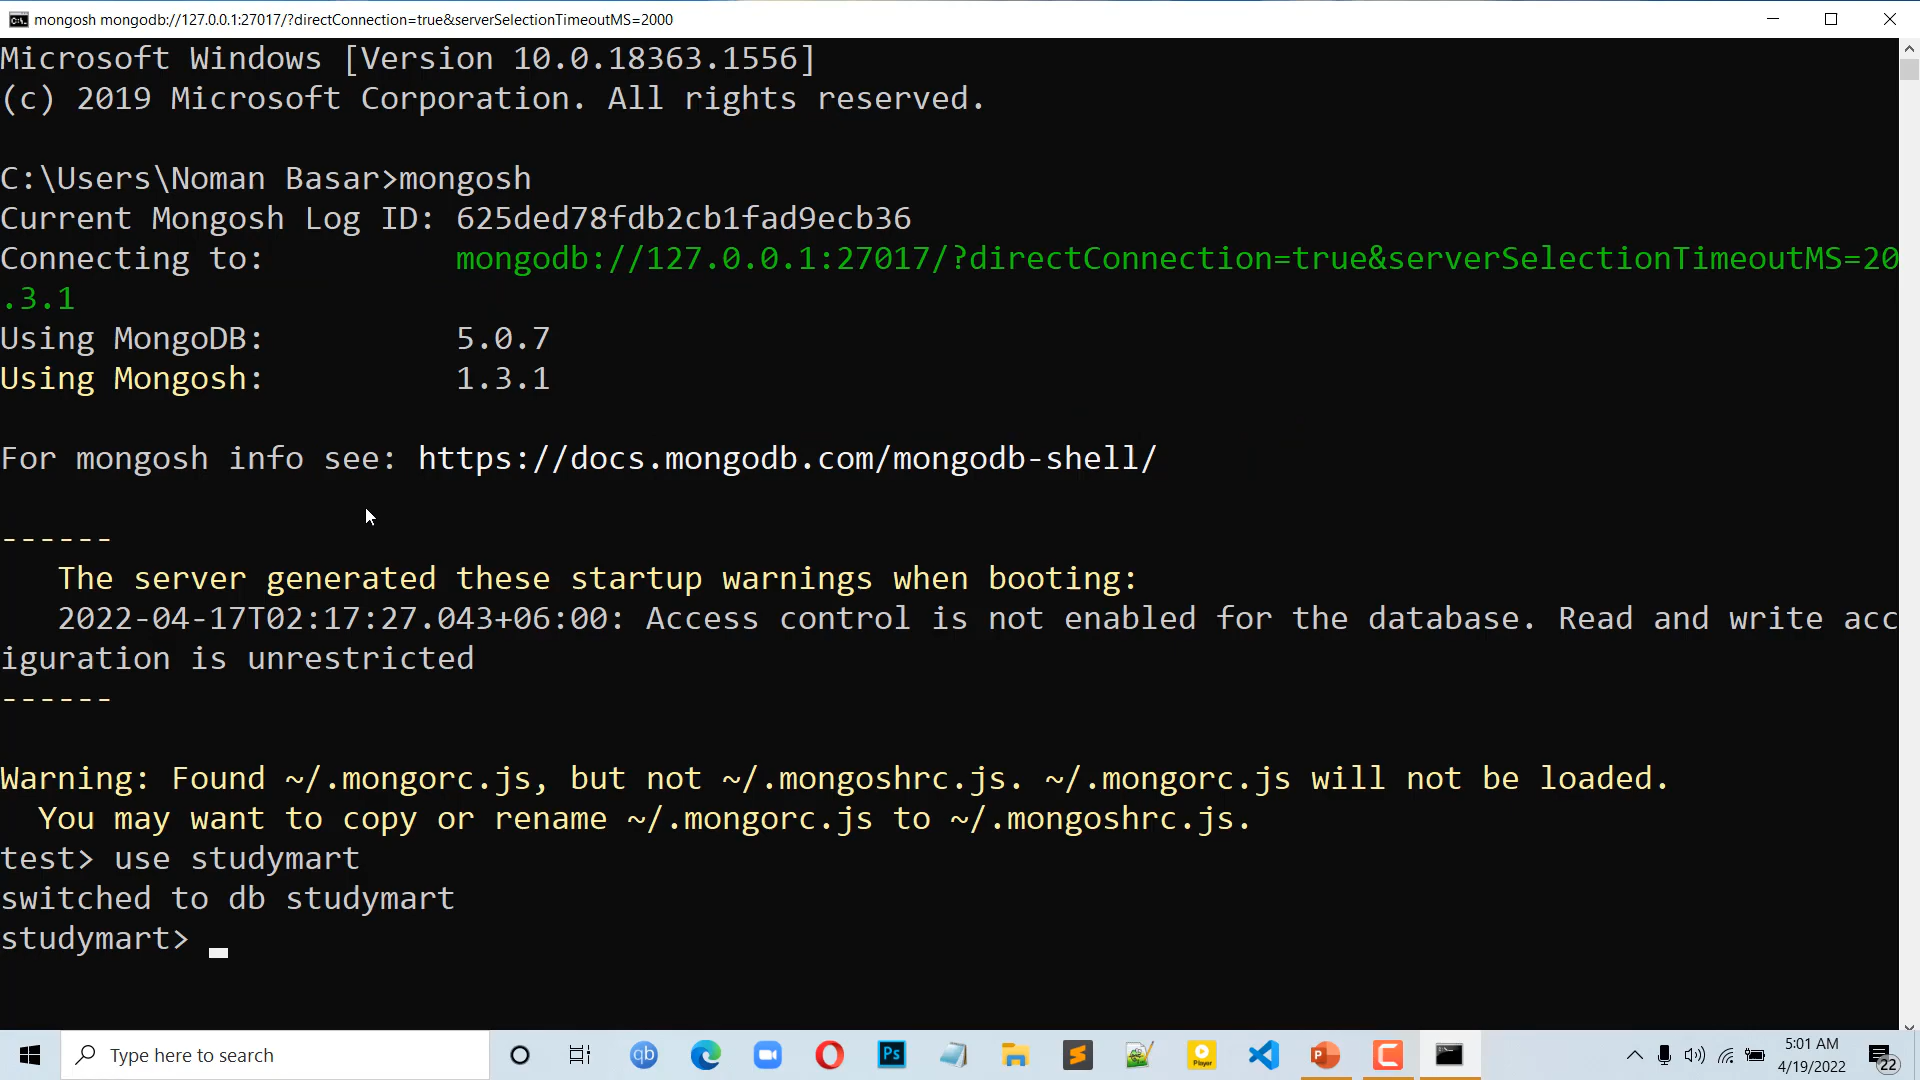 mongosh mongodb://127.0.0.1:27017/?directConnection=true&serverSelectionTimeoutMS=2000
Microsoft Windows [Version 10.0.18363.1556]
(c) 2019 Microsoft Corporation. All rights reserved.
C:\Users\Noman Basar>mongosh
Current Mongosh Log ID: 625ded78fdb2cb1fad9ecb36
Connecting to: mongodb://127.0.0.1:27017/?directConnection=true&serverSelectionTimeoutMS=20
.3.1
Using MongoDB: 5.0.7
Using Mongosh: 1.3.1
For mongosh info see: https://docs.mongodb.com/mongodb-shell/
------
The server generated these startup warnings when booting:
2022-04-17T02:17:27.043+06:00: Access control is not enabled for the database. Read and write acc
iguration is unrestricted
------
Warning: Found ~/.mongorc.js, but not ~/.mongoshrc.js. ~/.mongorc.js will not be loaded.
You may want to copy or rename ~/.mongorc.js to ~/.mongoshrc.js.
test> use studymart
switched to db studymart
studymart>
Type here to search
qb
Ps
Player
5:01 AM
4/19/2022
22